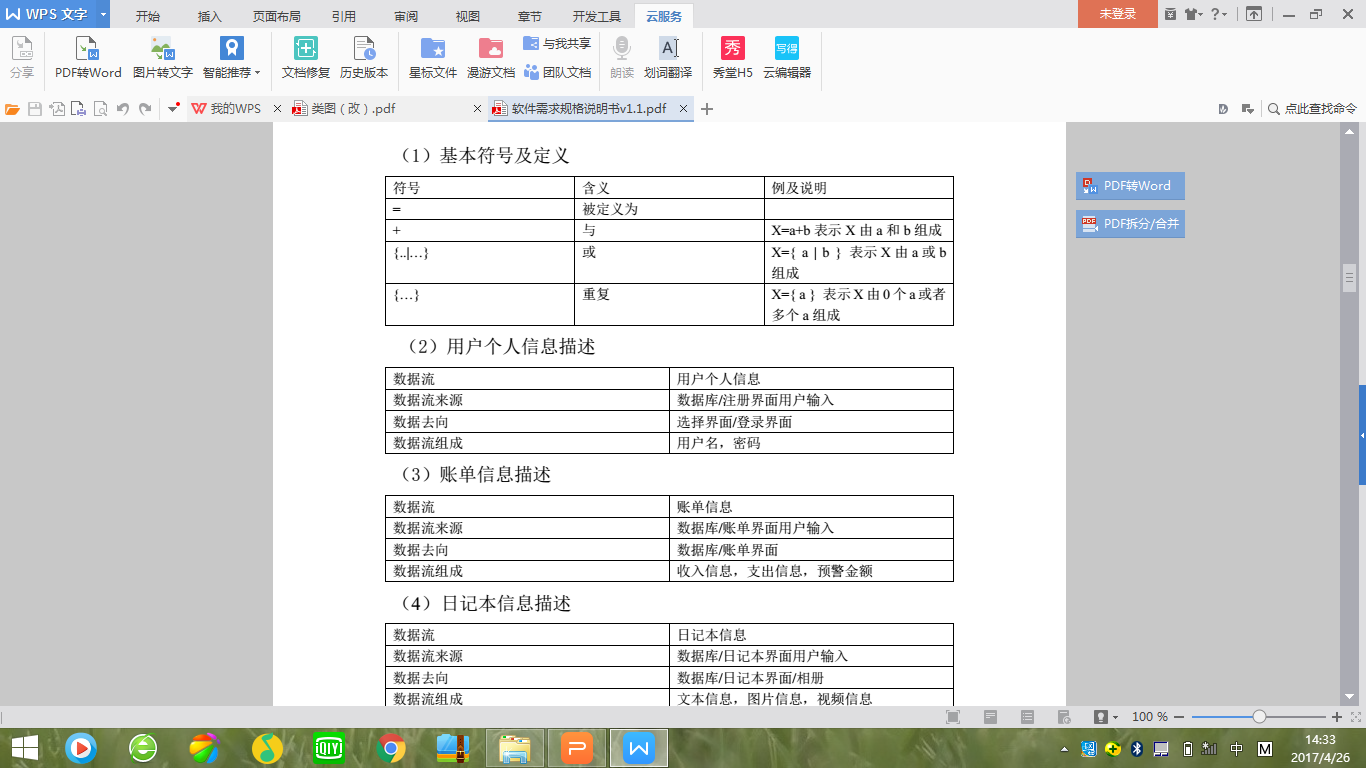 WPS 文字
开始 插入 页面布局 引用 审阅 视图 章节 开发工具 云服务
未登录
分享 PDF转Word 图片转文字 智能推荐 文档修复 历史版本 星标文件 漫游文档 与我共享 团队文档 朗读 划词翻译 秀 秀堂H5 写得 云编辑器
我的WPS 类图（改）.pdf 软件需求规格说明书v1.1.pdf 点此查找命令
（1）基本符号及定义
符号 含义 例及说明
= 被定义为
+ 与 X=a+b 表示 X 由 a 和 b 组成
{..|…} 或 X={ a | b } 表示 X 由 a 或 b
组成
{…} 重复 X={ a } 表示 X 由 0 个 a 或者
多个 a 组成
（2）用户个人信息描述
数据流 用户个人信息
数据流来源 数据库/注册界面用户输入
数据去向 选择界面/登录界面
数据流组成 用户名，密码
（3）账单信息描述
数据流 账单信息
数据流来源 数据库/账单界面用户输入
数据去向 数据库/账单界面
数据流组成 收入信息，支出信息，预警金额
（4）日记本信息描述
数据流 日记本信息
数据流来源 数据库/日记本界面用户输入
数据去向 数据库/日记本界面/相册
数据流组成 文本信息，图片信息，视频信息
PDF转Word
PDF拆分/合并
100 %
QIY
中
M
14:33
2017/4/26